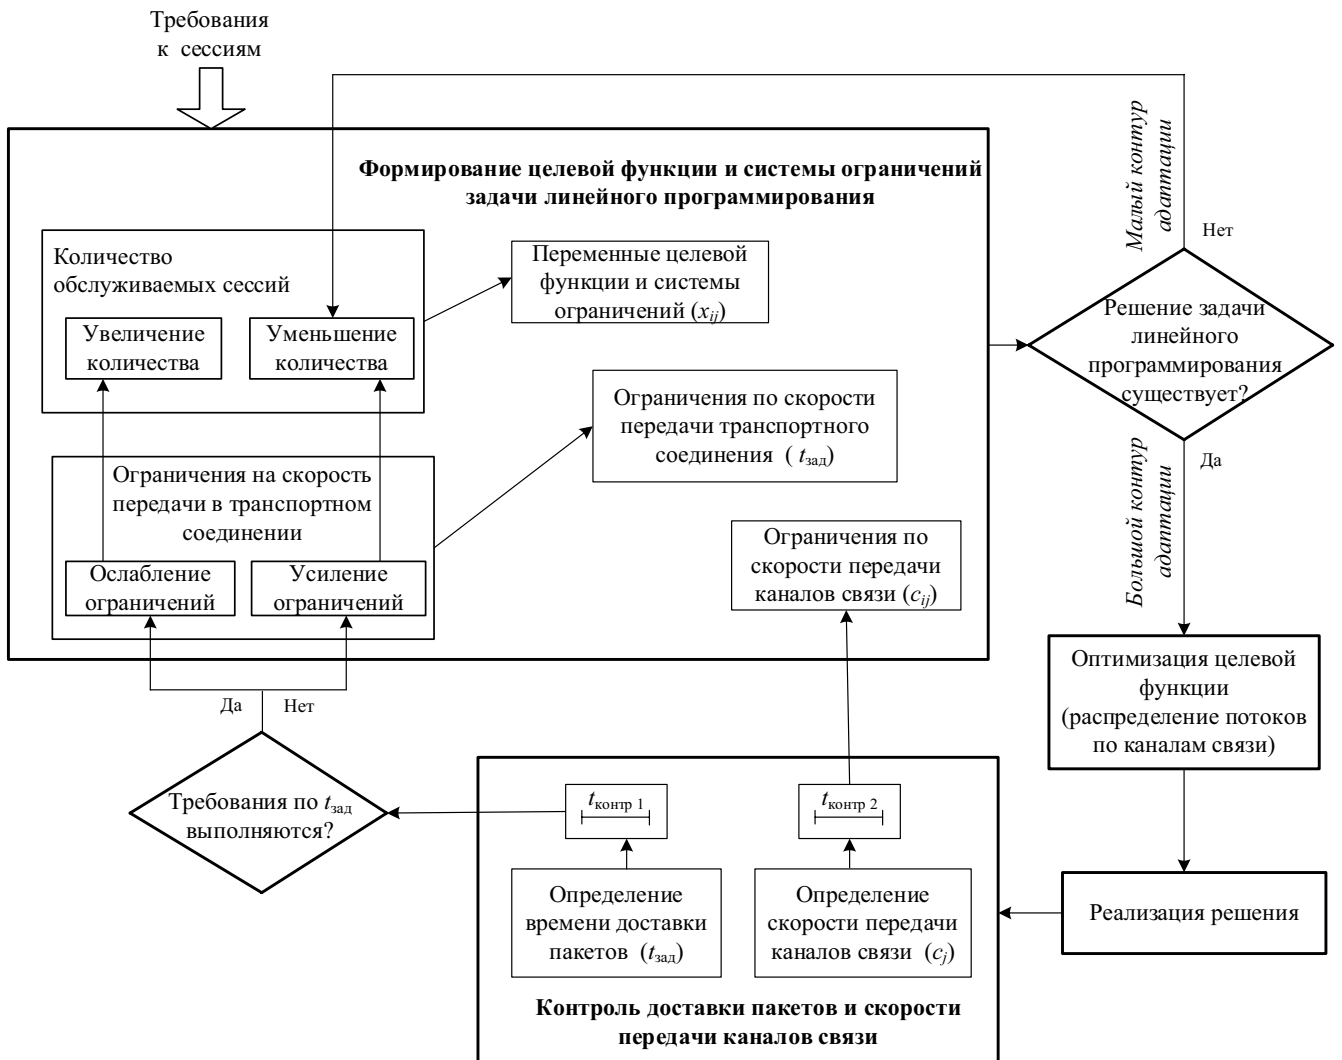 Требования
к сессиям
Формирование целевой функции и системы ограничений
задачи линейного программирования
Количество
обслуживаемых сессий
Увеличение
количества
Уменьшение
количества
Переменные целевой
функции и системы
ограничений (xij)
Ограничения по скорости
передачи транспортного
соединения ( tзад)
Ограничения на скорость
передачи в транспортном
соединении
Ослабление
ограничений
Усиление
ограничений
Ограничения по
скорости передачи
каналов связи (cij)
Малый контур
адаптации
Нет
Решение задачи
линейного
программирования
существует?
Большой контур
адаптации
Да
Оптимизация целевой
функции
(распределение потоков
по каналам связи)
Реализация решения
Да
Нет
Требования по tзад
выполняются?
tконтр 1
tконтр 2
Определение
времени доставки
пакетов (tзад)
Определение
скорости передачи
каналов связи (cj)
Контроль доставки пакетов и скорости
передачи каналов связи